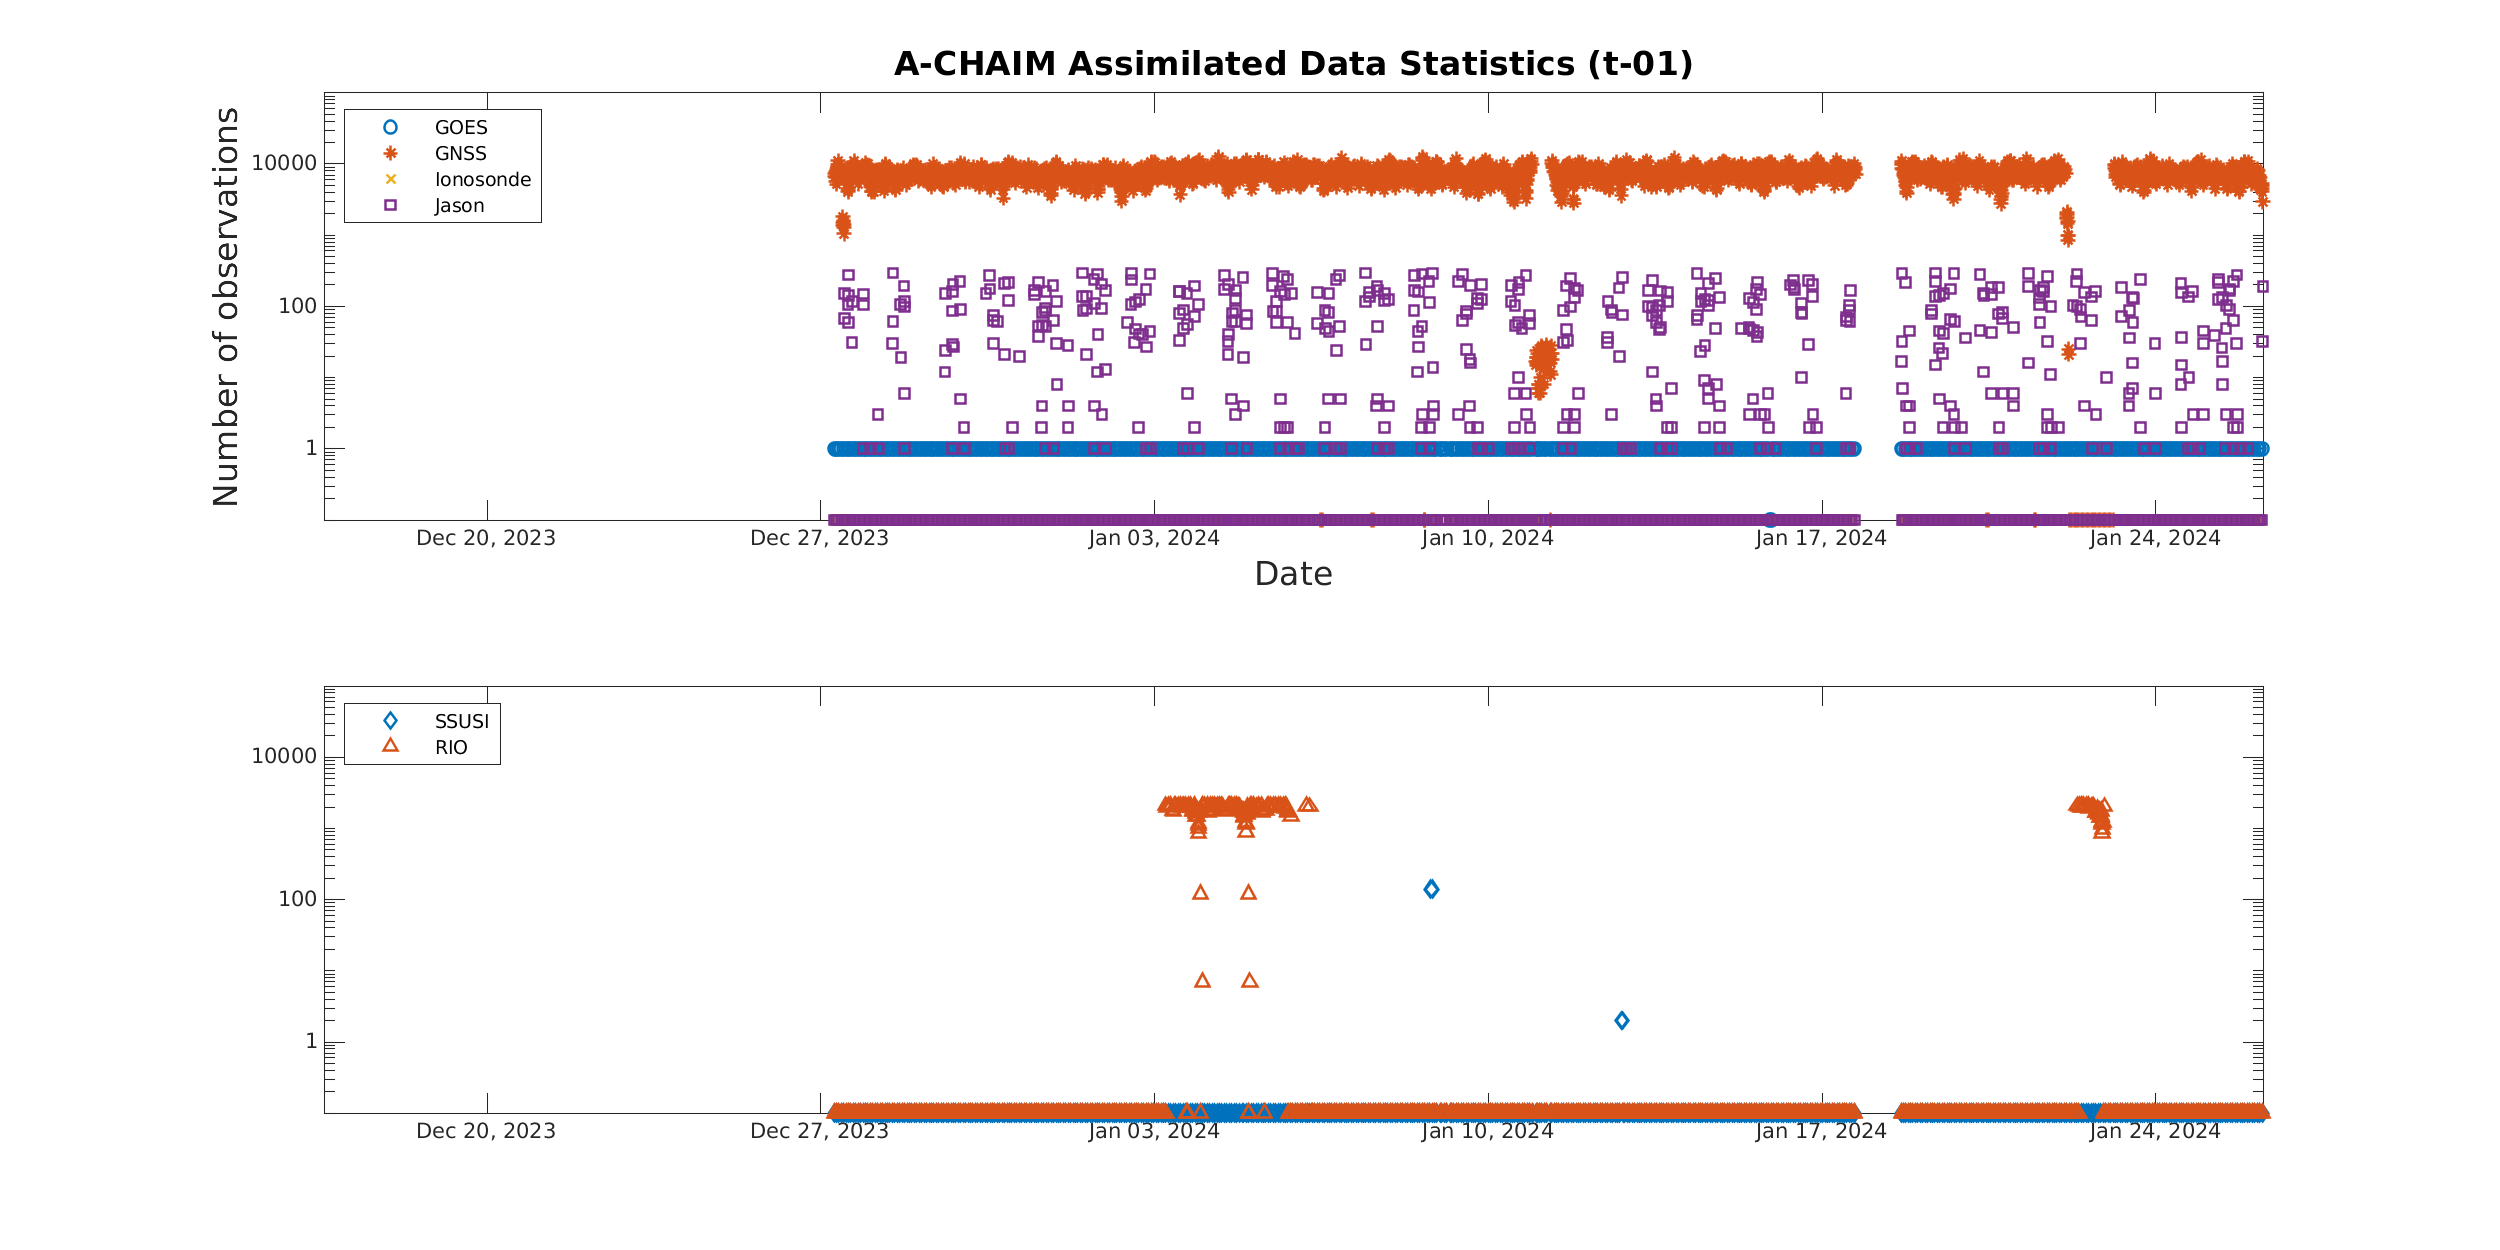 A-CHAIM Assimilated Data Statistics (t-01)
Number of observations
10000
100
1
GOES
GNSS
Ionosonde
Jason
Dec 20, 2023
Dec 27, 2023
Jan 03, 2024
Jan 10, 2024
Jan 17, 2024
Jan 24, 2024
Date
10000
100
1
SSUSI
RIO
Dec 20, 2023
Dec 27, 2023
Jan 03, 2024
Jan 10, 2024
Jan 17, 2024
Jan 24, 2024